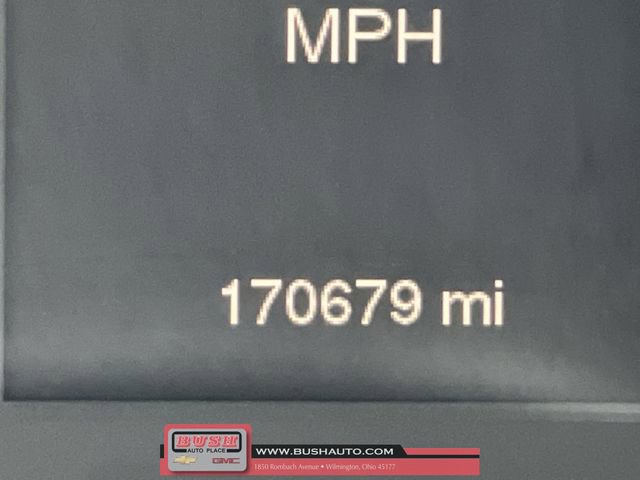 MPH
170679 mi
BUSH
AUTO PLACE
GMC
WWW.BUSHAUTO.COM
1850 Rombach Avenue • Wilmington, Ohio 45177